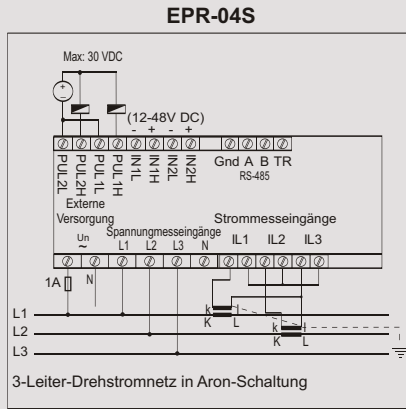 EPR-04S
Max: 30 VDC
+
–
(12-48V DC)
- + - +
PUL2L PUL2H PUL1L PUL1H IN1L IN1H IN2L IN2H
Gnd A B TR
RS-485
Externe
Versorgung
Spannungmesseingänge
Strommesseingänge
Un
~
N
L1 L2 L3 N
IL1 IL2 IL3
1A
L1
k l
K L
L2
k l
K L
L3
3-Leiter-Drehstromnetz in Aron-Schaltung